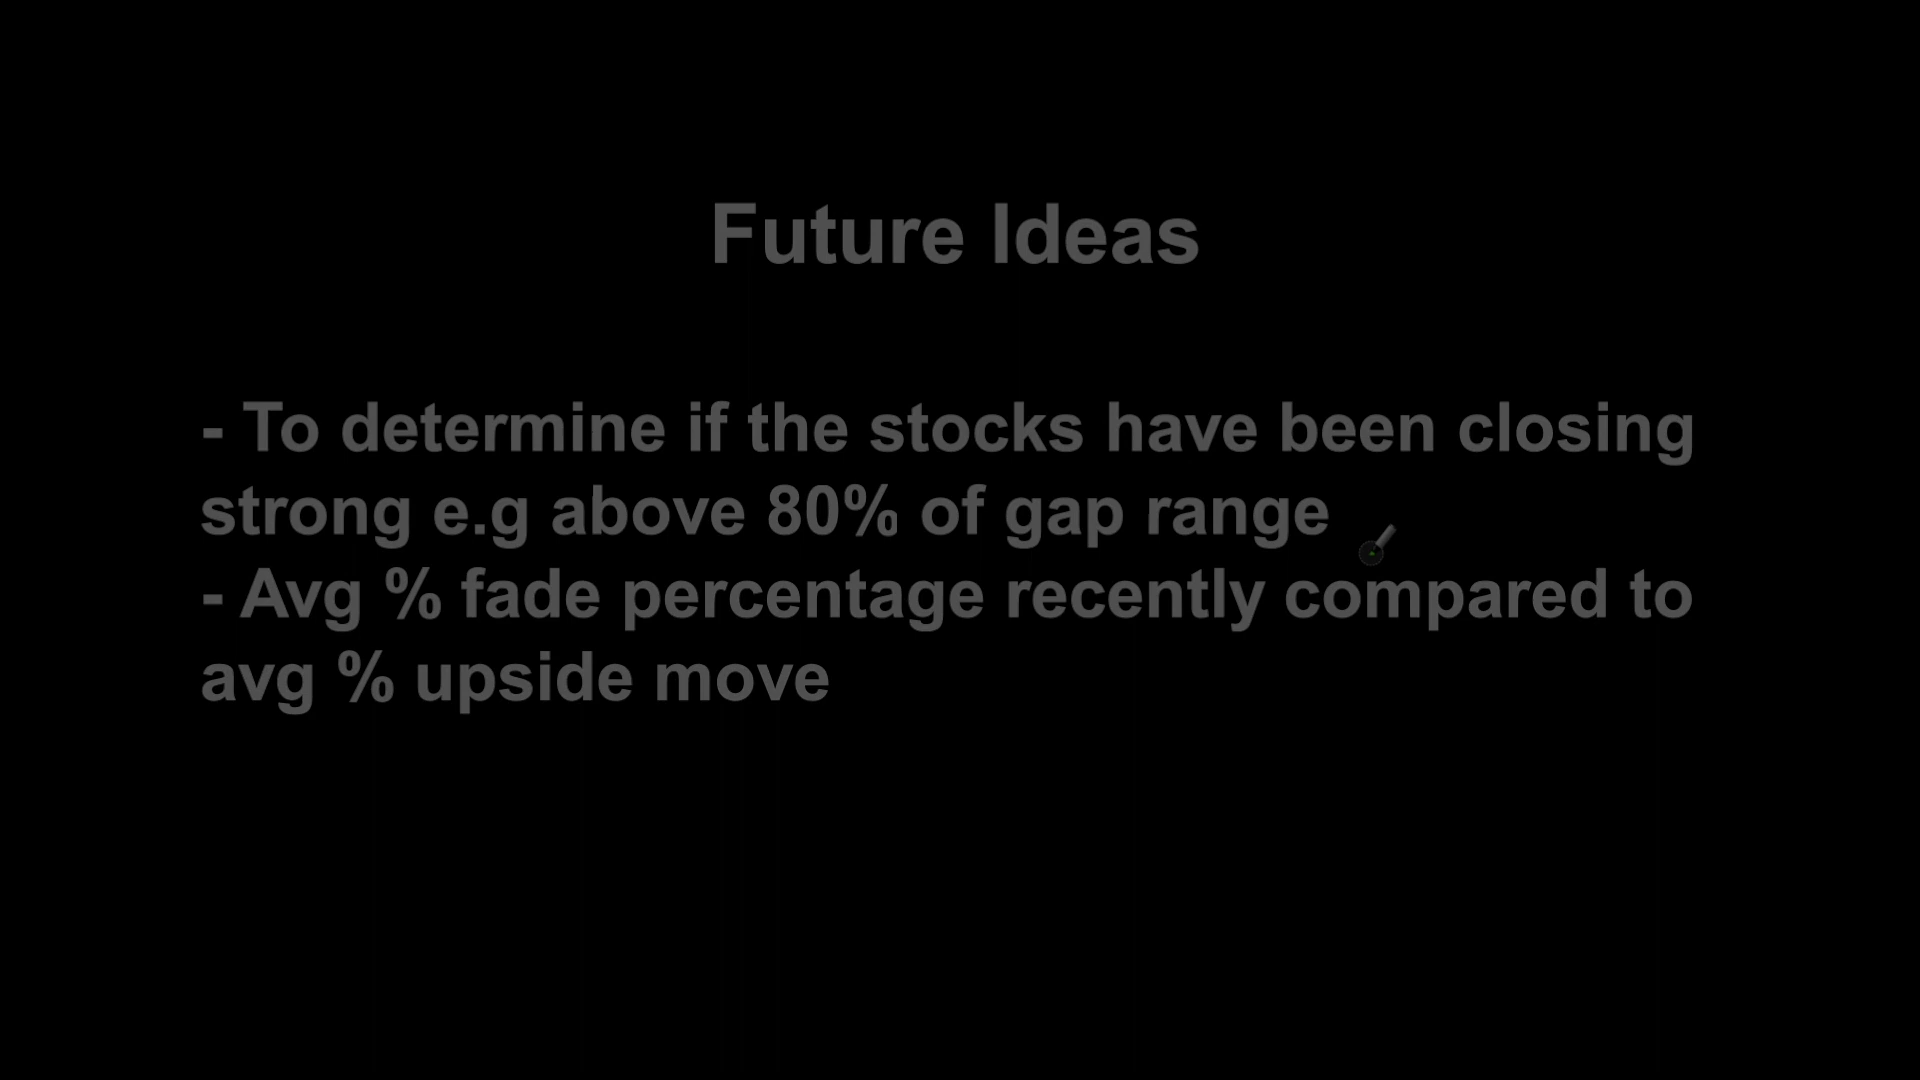 Future Ideas
- To determine if the stocks have been closing
strong e.g above 80% of gap range
- Avg % fade percentage recently compared to
avg % upside move